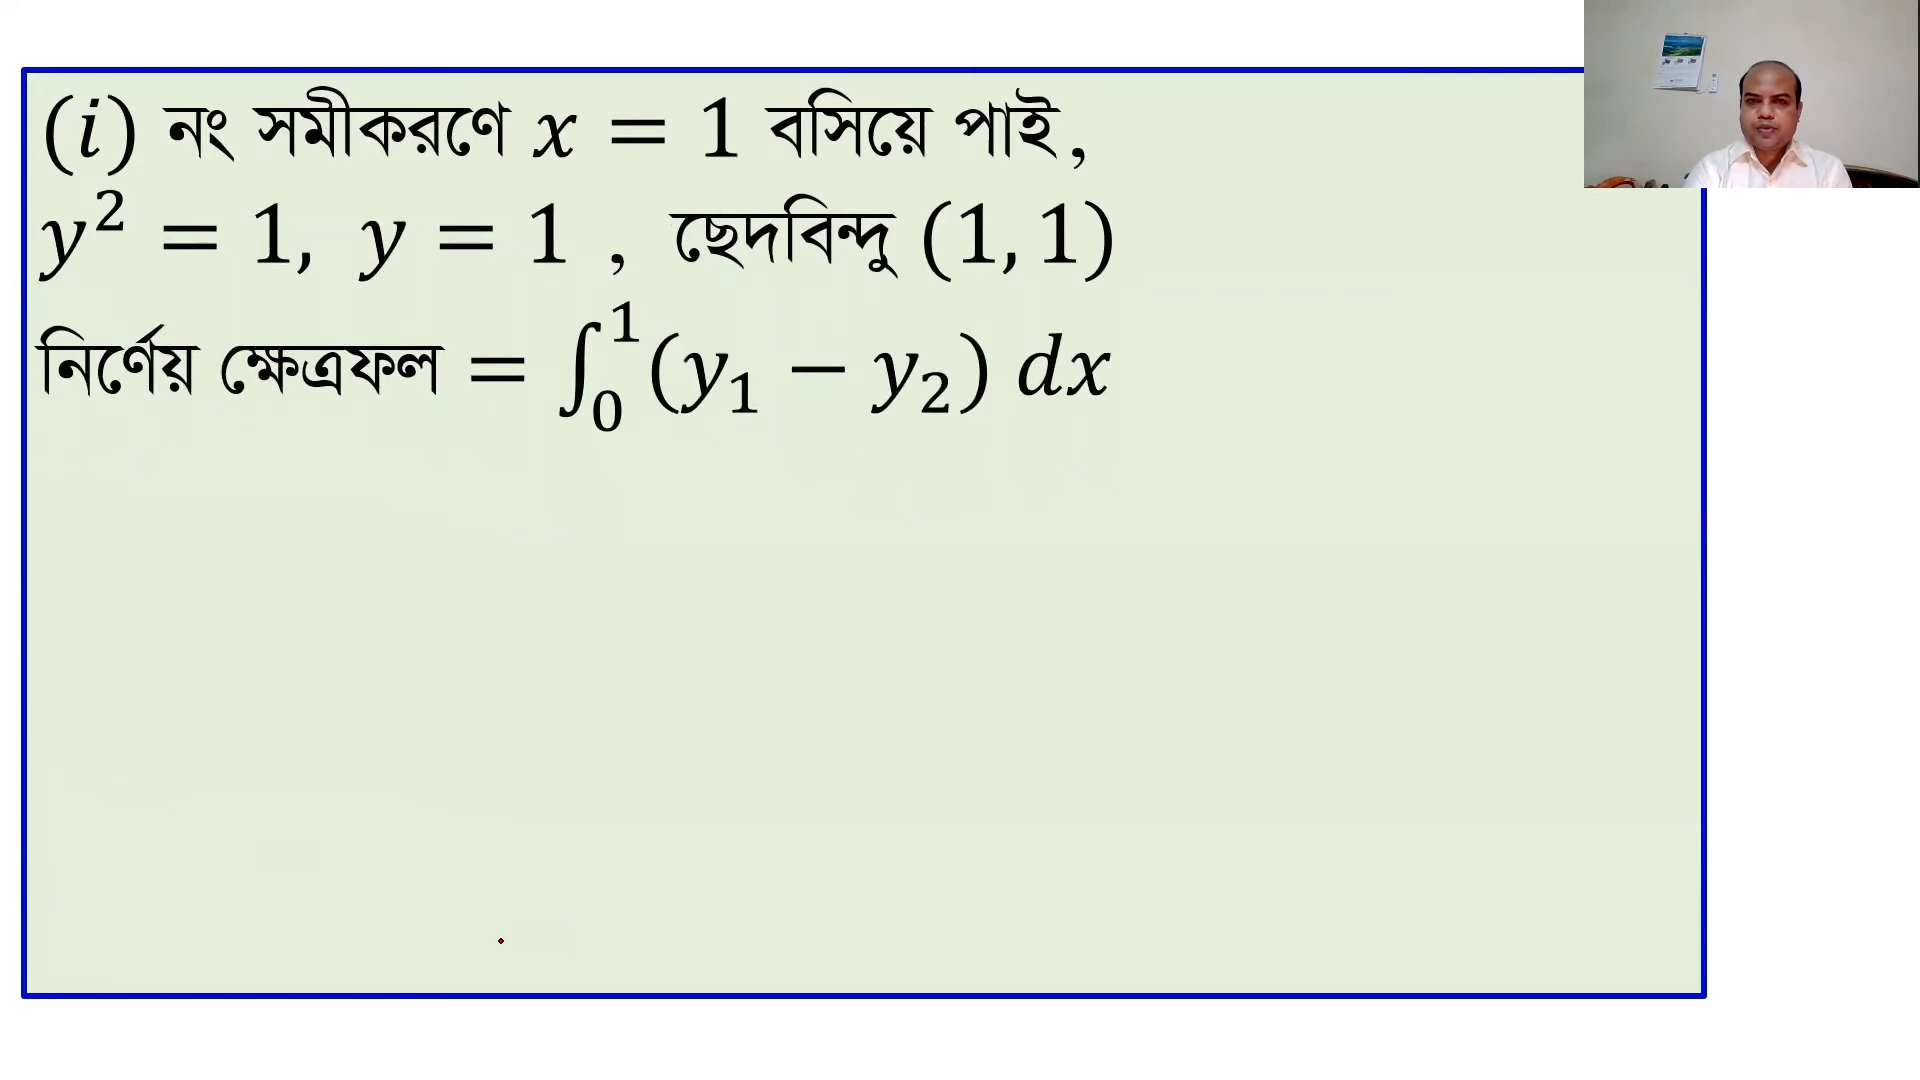 (i) নং সমীকরণে x = 1 বসিয়ে পাই,
y² = 1, y = 1 , ছেদবিন্দু (1, 1)
নির্ণেয় ক্ষেত্রফল = ∫₀¹(y₁ − y₂) dx